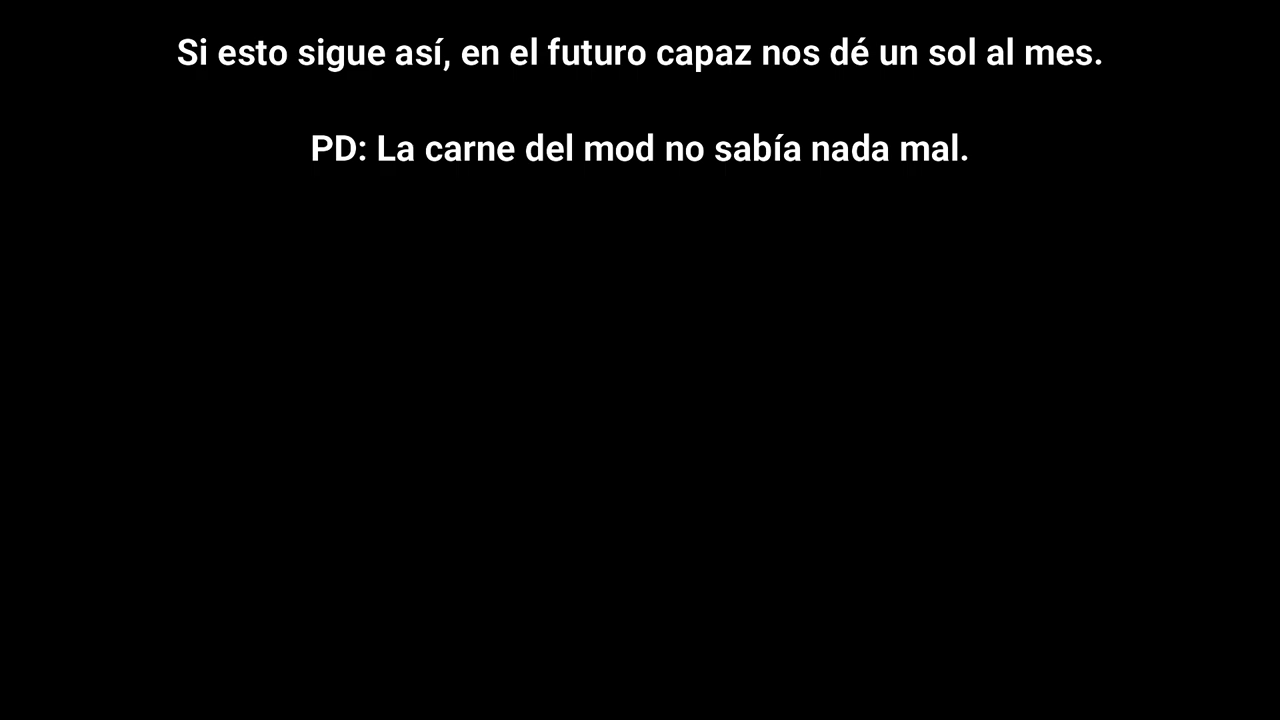 Si esto sigue así, en el futuro capaz nos dé un sol al mes.
PD: La carne del mod no sabía nada mal.